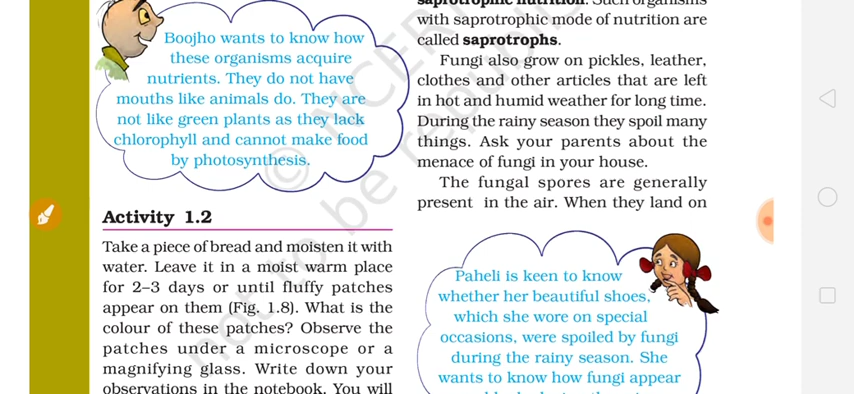 Boojho wants to know how
these organisms acquire
nutrients. They do not have
mouths like animals do. They are
not like green plants as they lack
chlorophyll and cannot make food
by photosynthesis.
Activity 1.2
Take a piece of bread and moisten it with
water. Leave it in a moist warm place
for 2–3 days or until fluffy patches
appear on them (Fig. 1.8). What is the
colour of these patches? Observe the
patches under a microscope or a
magnifying glass. Write down your
observations in the notebook. You will
saprotrophic nutrition. Such organisms
with saprotrophic mode of nutrition are
called saprotrophs.
Fungi also grow on pickles, leather,
clothes and other articles that are left
in hot and humid weather for long time.
During the rainy season they spoil many
things. Ask your parents about the
menace of fungi in your house.
The fungal spores are generally
present in the air. When they land on
Paheli is keen to know
whether her beautiful shoes,
which she wore on special
occasions, were spoiled by fungi
during the rainy season. She
wants to know how fungi appear
© NCER
not to be republis